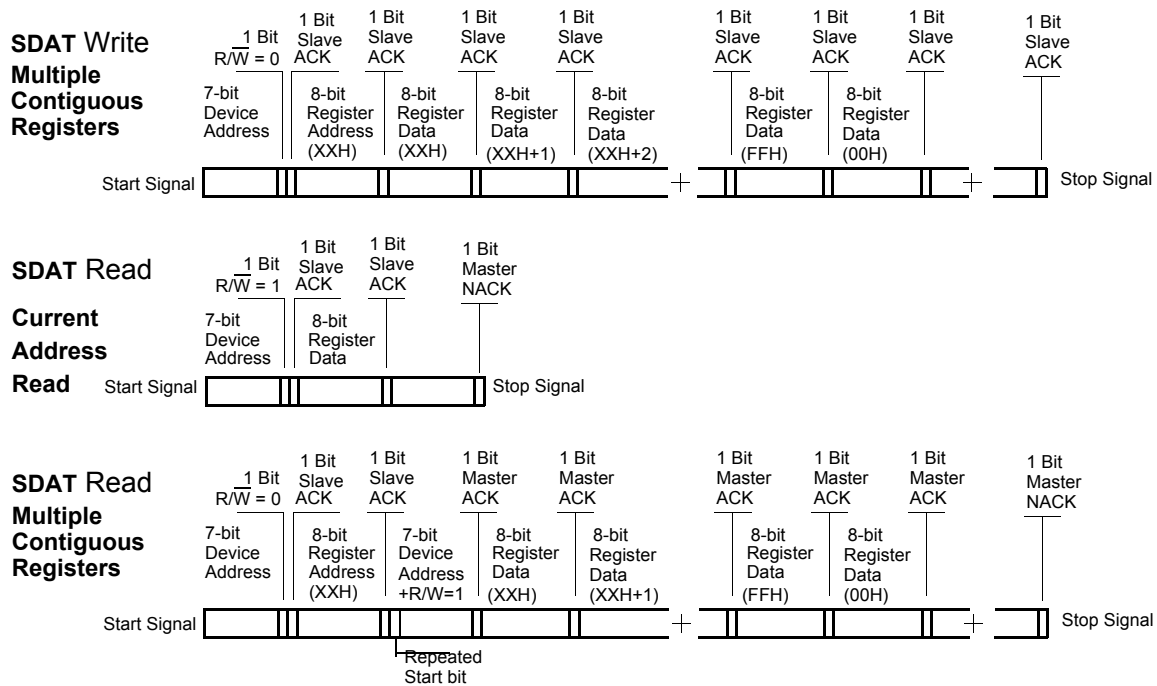 SDAT Write
Multiple
Contiguous
Registers
1 Bit
R/W = 0
1 Bit
Slave
ACK
1 Bit
Slave
ACK
1 Bit
Slave
ACK
1 Bit
Slave
ACK
1 Bit
Slave
ACK
1 Bit
Slave
ACK
1 Bit
Slave
ACK
1 Bit
Slave
ACK
7-bit
Device
Address
8-bit
Register
Address
(XXH)
8-bit
Register
Data
(XXH)
8-bit
Register
Data
(XXH+1)
8-bit
Register
Data
(XXH+2)
8-bit
Register
Data
(FFH)
8-bit
Register
Data
(00H)
Start Signal
Stop Signal
SDAT Read
Current
Address
Read
1 Bit
R/W = 1
1 Bit
Slave
ACK
1 Bit
Slave
ACK
1 Bit
Master
NACK
7-bit
Device
Address
8-bit
Register
Data
Start Signal
Stop Signal
SDAT Read
Multiple
Contiguous
Registers
1 Bit
R/W = 0
1 Bit
Slave
ACK
1 Bit
Slave
ACK
1 Bit
Master
ACK
1 Bit
Master
ACK
1 Bit
Master
ACK
1 Bit
Master
ACK
1 Bit
Master
ACK
1 Bit
Master
NACK
7-bit
Device
Address
8-bit
Register
Address
(XXH)
7-bit
Device
Address
+R/W=1
8-bit
Register
Data
(XXH)
8-bit
Register
Data
(XXH+1)
8-bit
Register
Data
(FFH)
8-bit
Register
Data
(00H)
Start Signal
Stop Signal
Repeated
Start bit